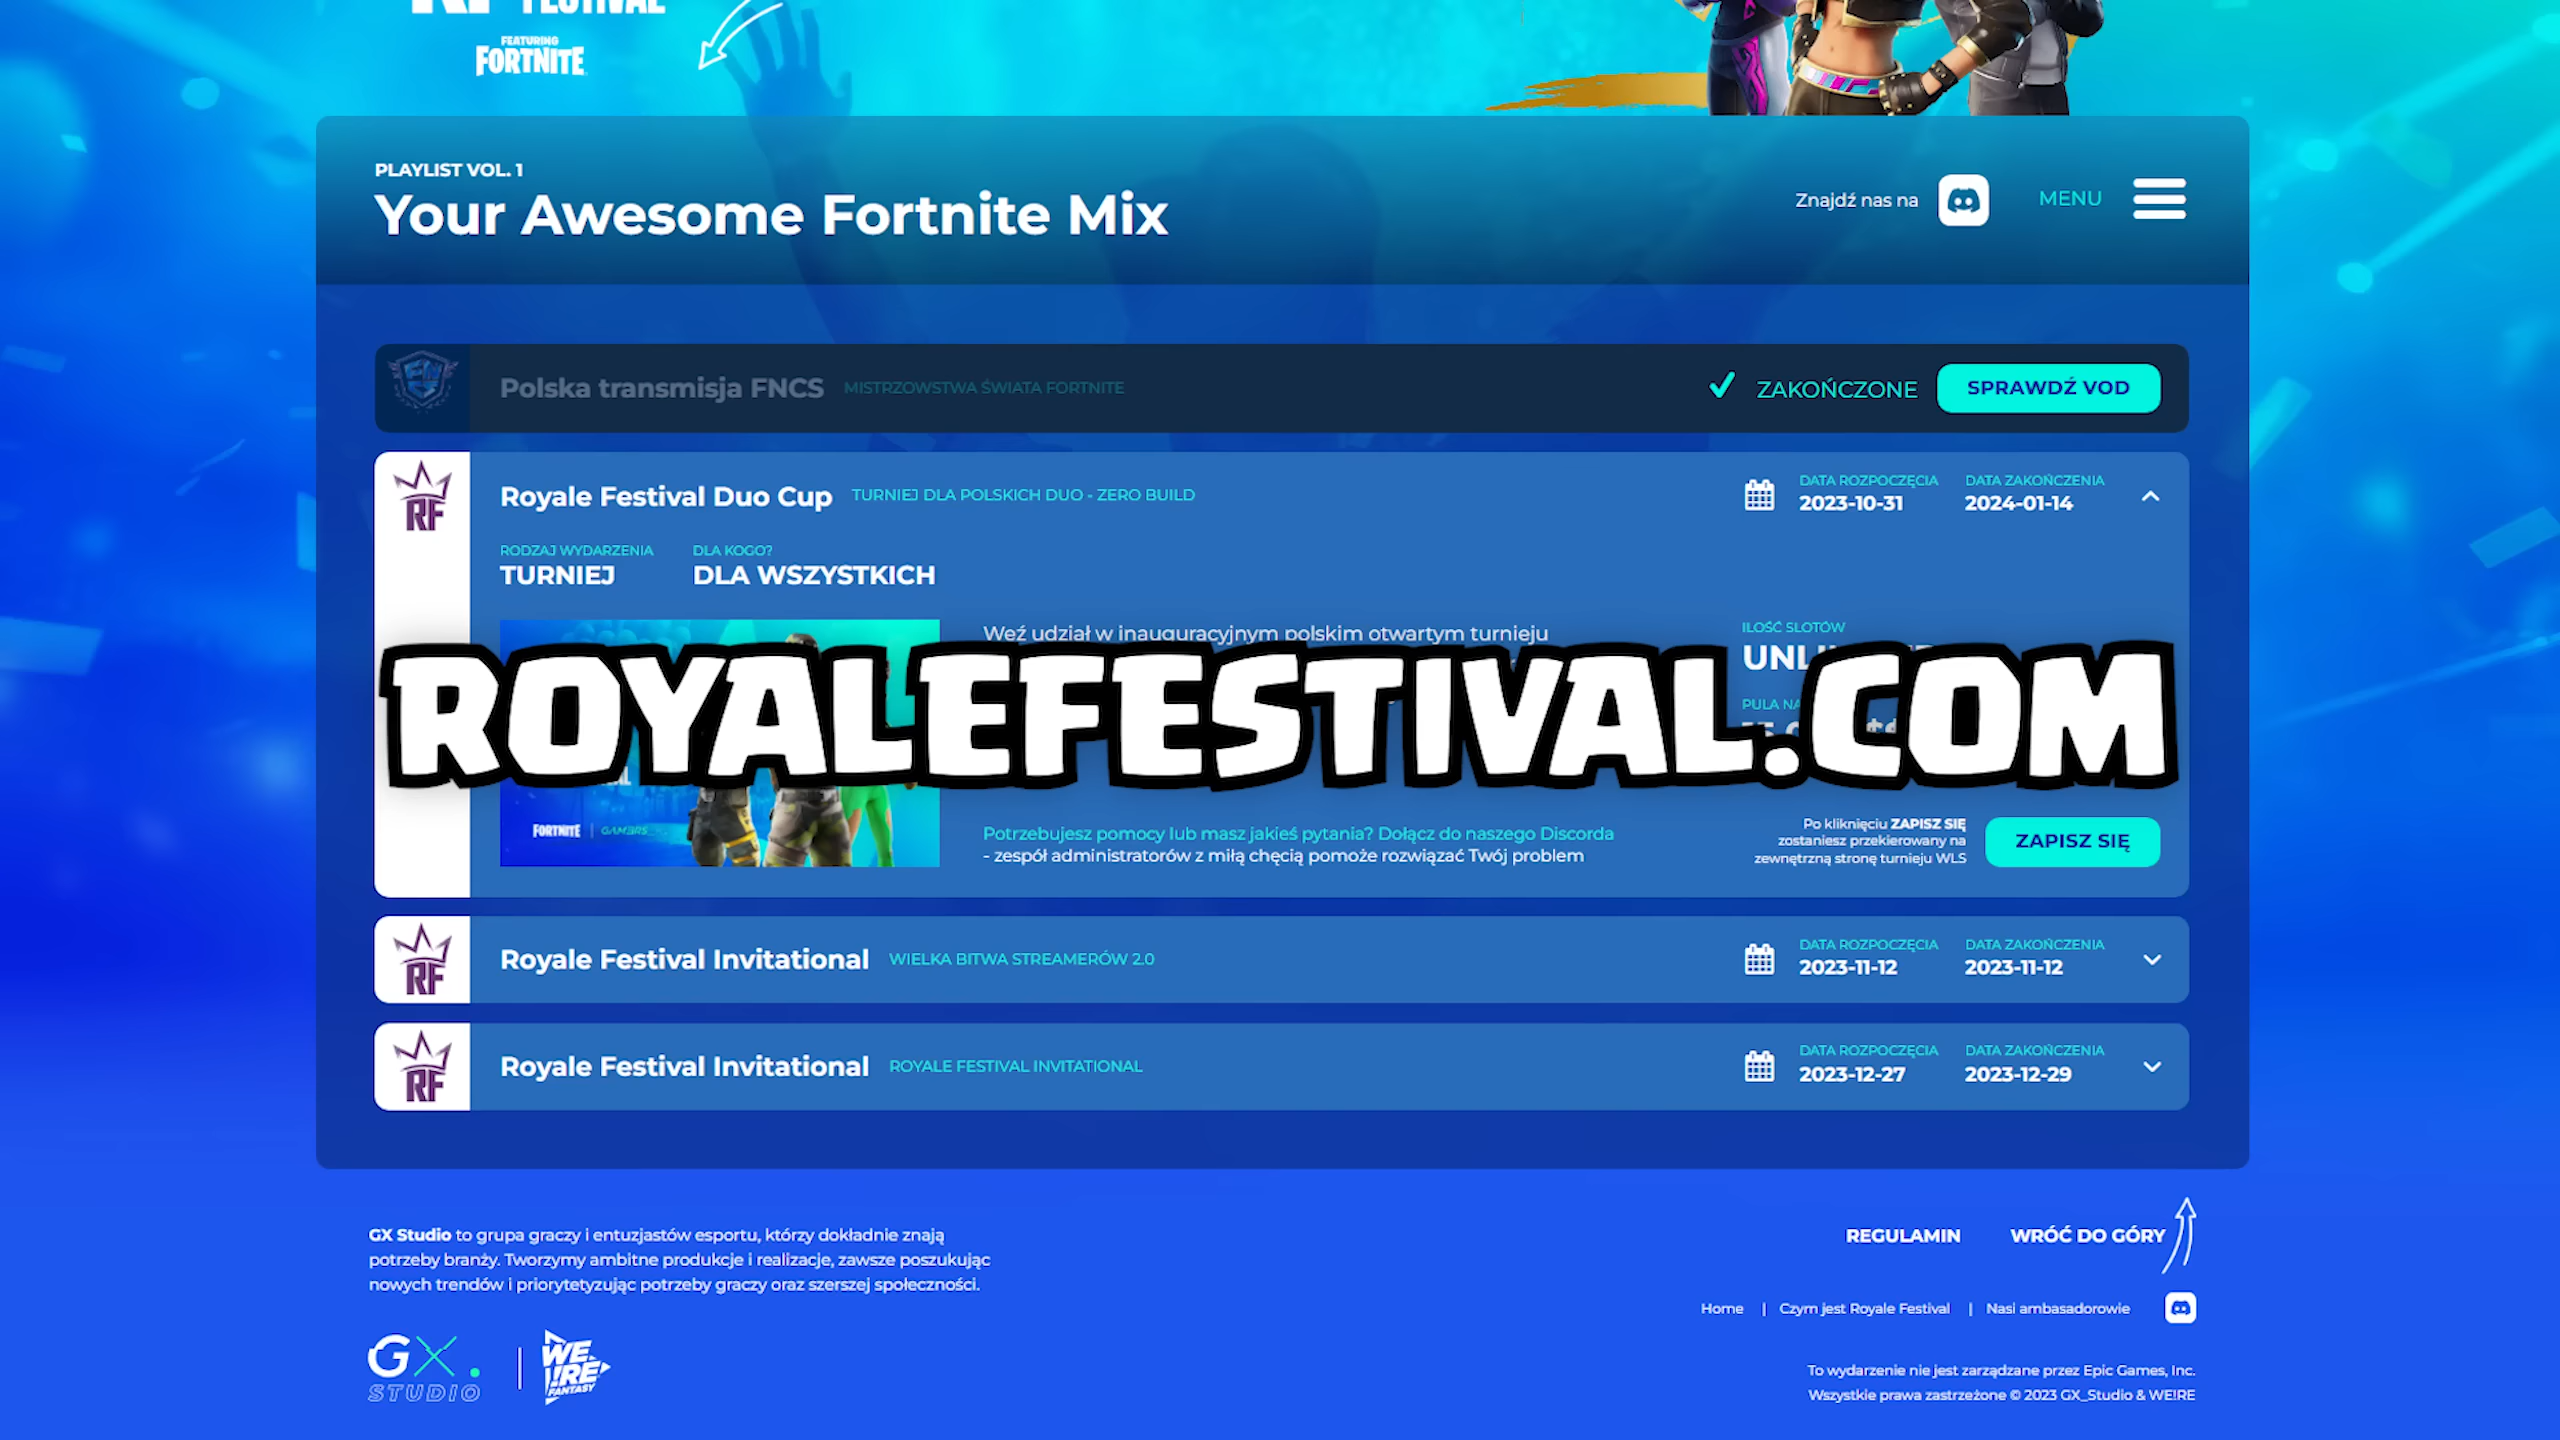 FESTIVAL
FEATURING
FORTNITE
PLAYLIST VOL. 1
Your Awesome Fortnite Mix
Znajdź nas na
MENU
Polska transmisja FNCS MISTRZOWSTWA ŚWIATA FORTNITE
ZAKOŃCZONE SPRAWDŹ VOD
RF
Royale Festival Duo Cup TURNIEJ DLA POLSKICH DUO - ZERO BUILD
DATA ROZPOCZĘCIA DATA ZAKOŃCZENIA
2023-10-31 2024-01-14
RODZAJ WYDARZENIA DLA KOGO?
TURNIEJ DLA WSZYSTKICH
Weź udział w inauguracyjnym polskim otwartym turnieju
ILOŚĆ SLOTÓW
PULA
ROYALEFESTIVAL.COM
FORTNITE
Potrzebujesz pomocy lub masz jakieś pytania? Dołącz do naszego Discorda
- zespół administratorów z miłą chęcią pomoże rozwiązać Twój problem
Po kliknięciu ZAPISZ SIĘ
zostaniesz przekierowany na
zewnętrzną stronę turnieju WLS
ZAPISZ SIĘ
RF
Royale Festival Invitational WIELKA BITWA STREAMERÓW 2.0
DATA ROZPOCZĘCIA DATA ZAKOŃCZENIA
2023-11-12 2023-11-12
RF
Royale Festival Invitational ROYALE FESTIVAL INVITATIONAL
DATA ROZPOCZĘCIA DATA ZAKOŃCZENIA
2023-12-27 2023-12-29
GX Studio to grupa graczy i entuzjastów esportu, którzy dokładnie znają
potrzeby branży. Tworzymy ambitne produkcje i realizacje, zawsze poszukując
nowych trendów i priorytetyzując potrzeby graczy oraz szerszej społeczności.
REGULAMIN WRÓĆ DO GÓRY
Home | Czym jest Royale Festival | Nasi ambasadorowie
GX.
STUDIO
WE.
!RE
FANTASY
To wydarzenie nie jest zarządzane przez Epic Games, Inc.
Wszystkie prawa zastrzeżone © 2023 GX_Studio & WE!RE